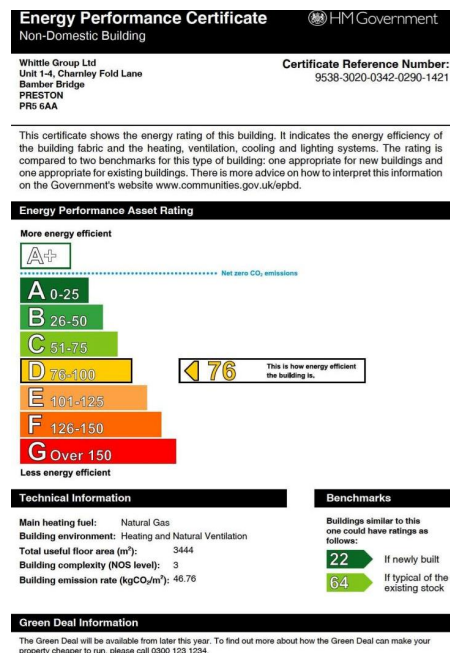 Energy Performance Certificate
HM Government
Non-Domestic Building
Whittle Group Ltd
Unit 1-4, Charnley Fold Lane
Bamber Bridge
PRESTON
PR5 6AA
Certificate Reference Number:
9538-3020-0342-0290-1421
This certificate shows the energy rating of this building. It indicates the energy efficiency of
the building fabric and the heating, ventilation, cooling and lighting systems. The rating is
compared to two benchmarks for this type of building: one appropriate for new buildings and
one appropriate for existing buildings. There is more advice on how to interpret this information
on the Government's website www.communities.gov.uk/epbd.
Energy Performance Asset Rating
More energy efficient
A+
Net zero CO₂ emissions
A 0-25
B 26-50
C 51-75
D 76-100
76
This is how energy efficient
the building is.
E 101-125
F 126-150
G Over 150
Less energy efficient
Technical Information
Main heating fuel: Natural Gas
Building environment: Heating and Natural Ventilation
Total useful floor area (m²): 3444
Building complexity (NOS level): 3
Building emission rate (kgCO₂/m²): 46.76
Benchmarks
Buildings similar to this
one could have ratings as
follows:
22 If newly built
64 If typical of the
existing stock
Green Deal Information
The Green Deal will be available from later this year. To find out more about how the Green Deal can make your
property cheaper to run, please call 0300 123 1234.